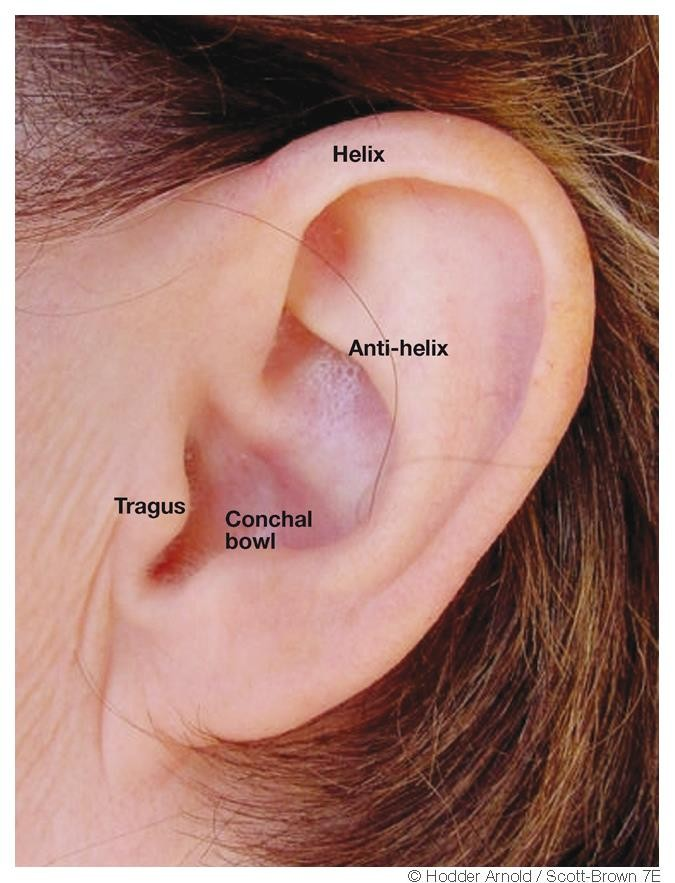 Helix
Anti-helix
Tragus
Conchal
bowl
© Hodder Arnold / Scott-Brown 7E